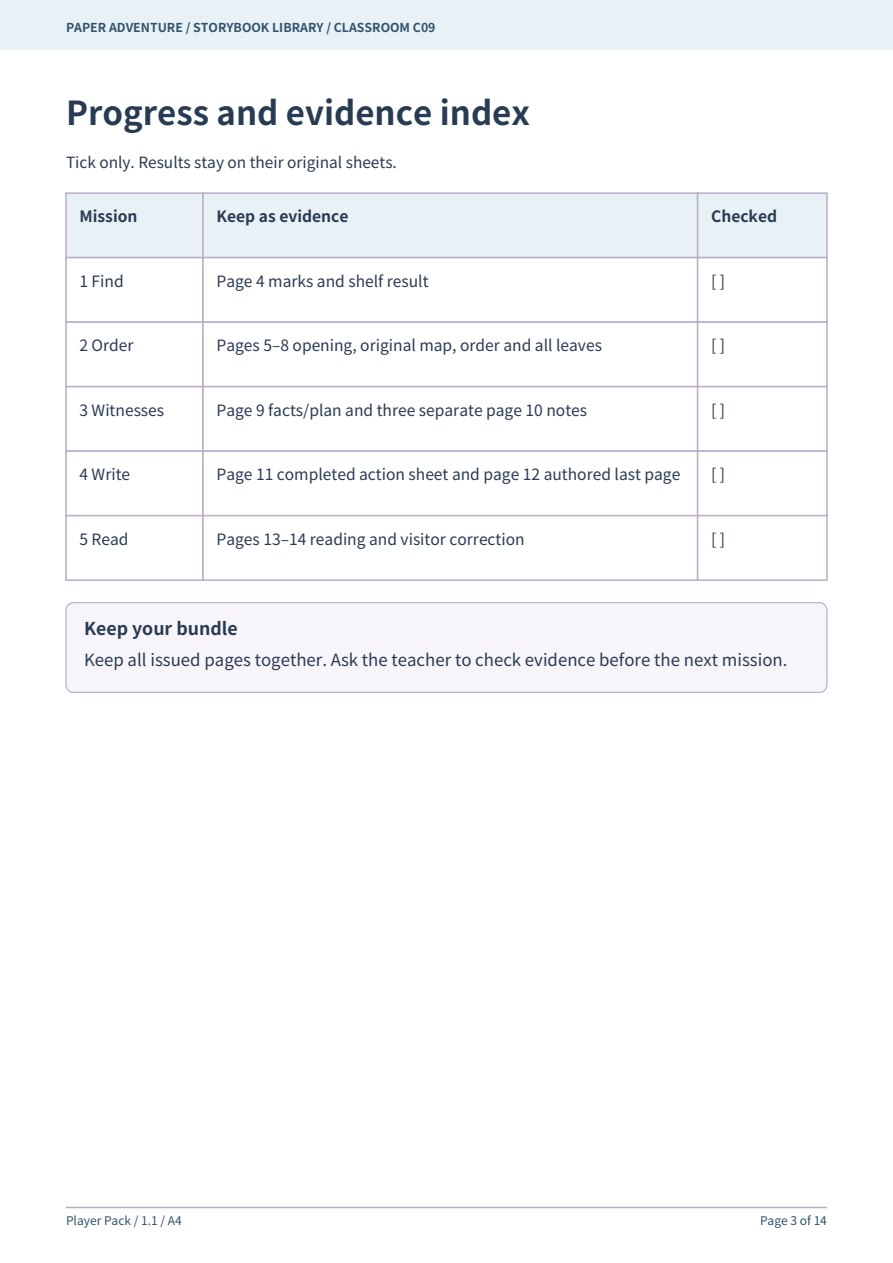 PAPER ADVENTURE / STORYBOOK LIBRARY / CLASSROOM C09
Progress and evidence index
Tick only. Results stay on their original sheets.
Mission Keep as evidence Checked
1 Find Page 4 marks and shelf result [ ]
2 Order Pages 5–8 opening, original map, order and all leaves [ ]
3 Witnesses Page 9 facts/plan and three separate page 10 notes [ ]
4 Write Page 11 completed action sheet and page 12 authored last page [ ]
5 Read Pages 13–14 reading and visitor correction [ ]
Keep your bundle
Keep all issued pages together. Ask the teacher to check evidence before the next mission.
Player Pack / 1.1 / A4 Page 3 of 14